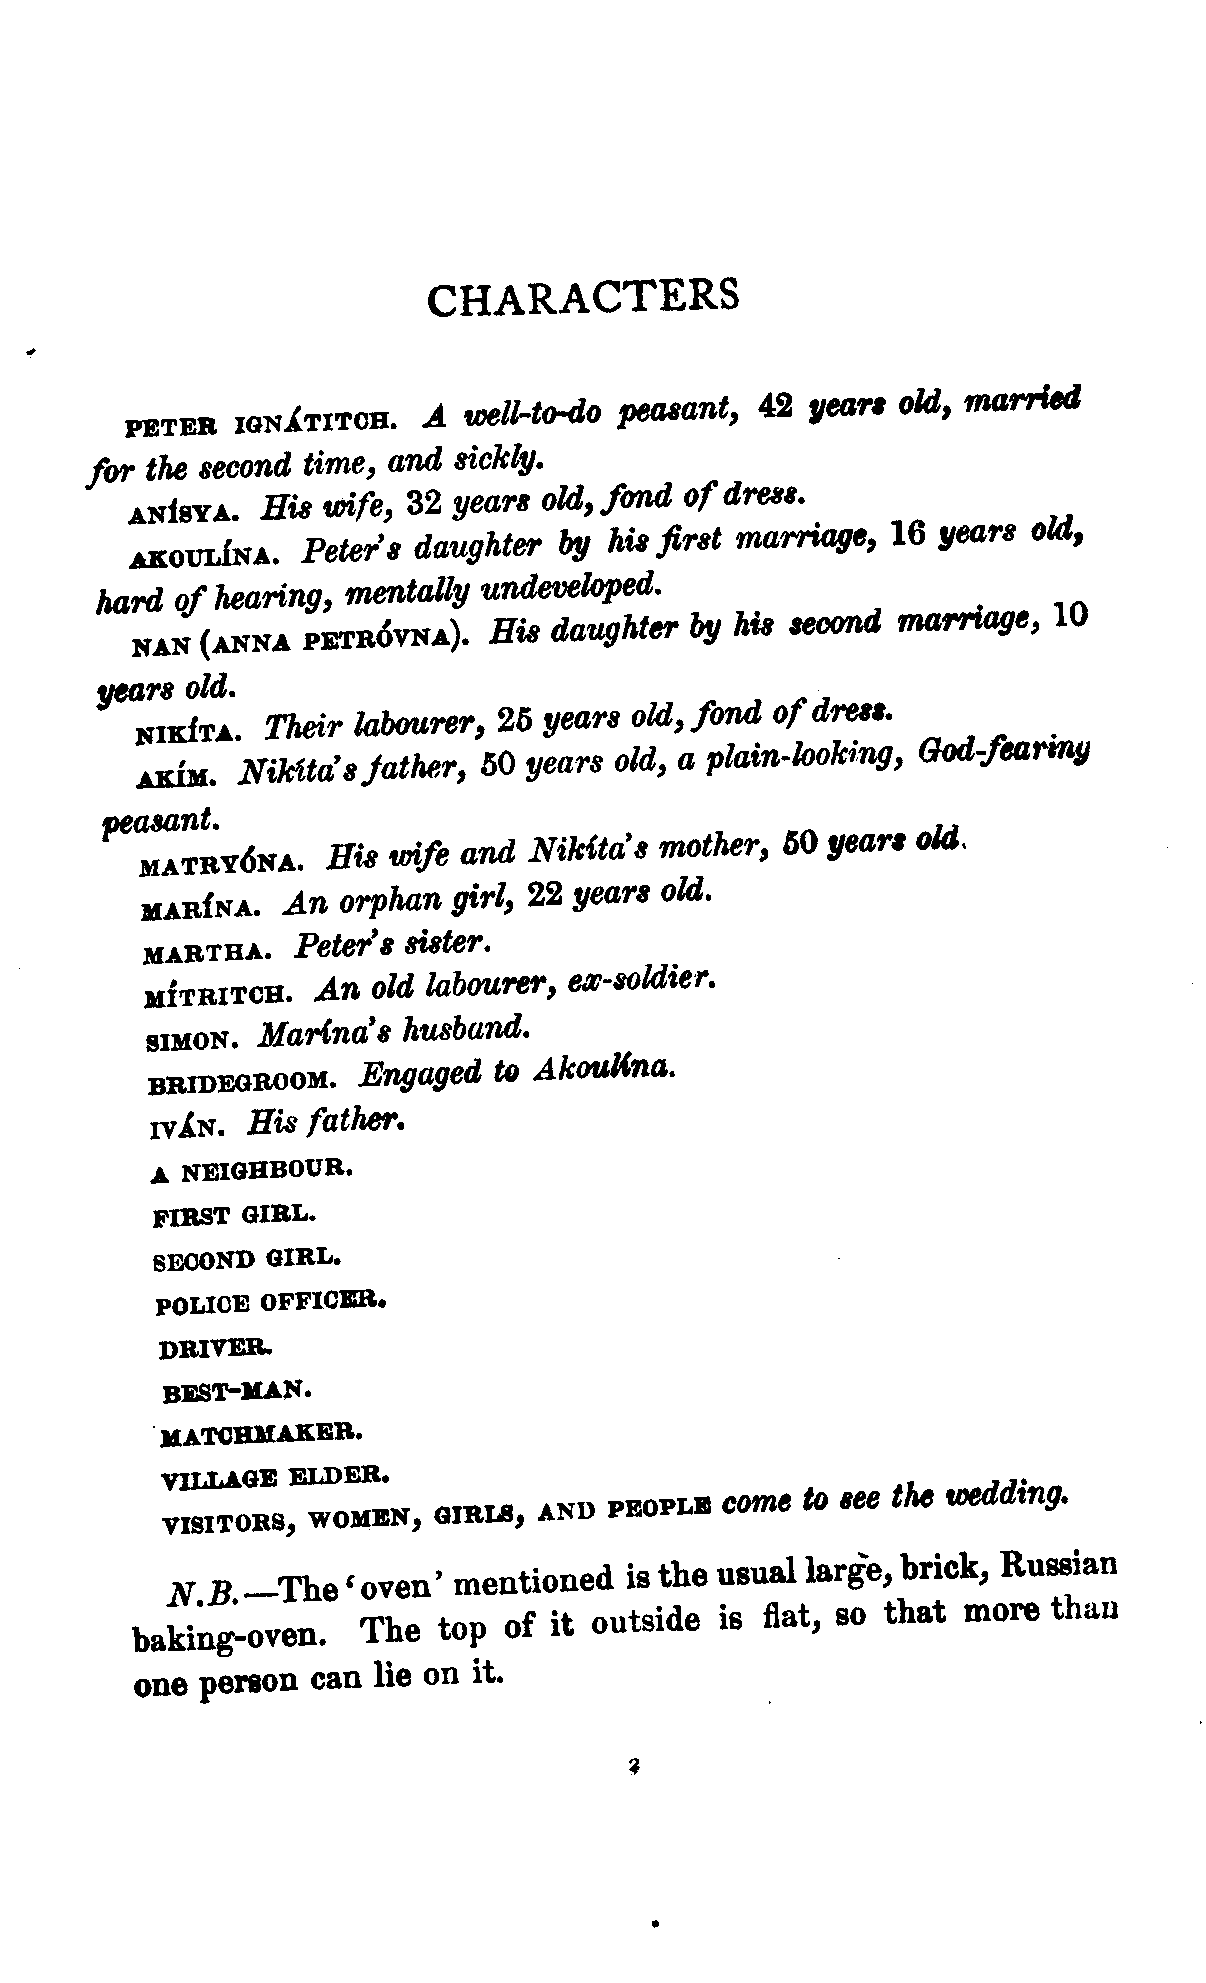 CHARACTERS
PETER IGNÁTITCH. A well-to-do peasant, 42 years old, married
for the second time, and sickly.
ANÍSYA. His wife, 32 years old, fond of dress.
AKOULÍNA. Peter's daughter by his first marriage, 16 years old,
hard of hearing, mentally undeveloped.
NAN (ANNA PETRÓVNA). His daughter by his second marriage, 10
years old.
NIKÍTA. Their labourer, 25 years old, fond of dress.
AKÍM. Nikíta's father, 50 years old, a plain-looking, God-fearing
peasant.
MATRYÓNA. His wife and Nikíta's mother, 50 years old.
MARÍNA. An orphan girl, 22 years old.
MARTHA. Peter's sister.
MÍTRITCH. An old labourer, ex-soldier.
SIMON. Marína's husband.
BRIDEGROOM. Engaged to Akoulína.
IVÁN. His father.
A NEIGHBOUR.
FIRST GIRL.
SECOND GIRL.
POLICE OFFICER.
DRIVER.
BEST-MAN.
MATCHMAKER.
VILLAGE ELDER.
VISITORS, WOMEN, GIRLS, AND PEOPLE come to see the wedding.
N.B.—The 'oven' mentioned is the usual large, brick, Russian
baking-oven. The top of it outside is flat, so that more than
one person can lie on it.
2